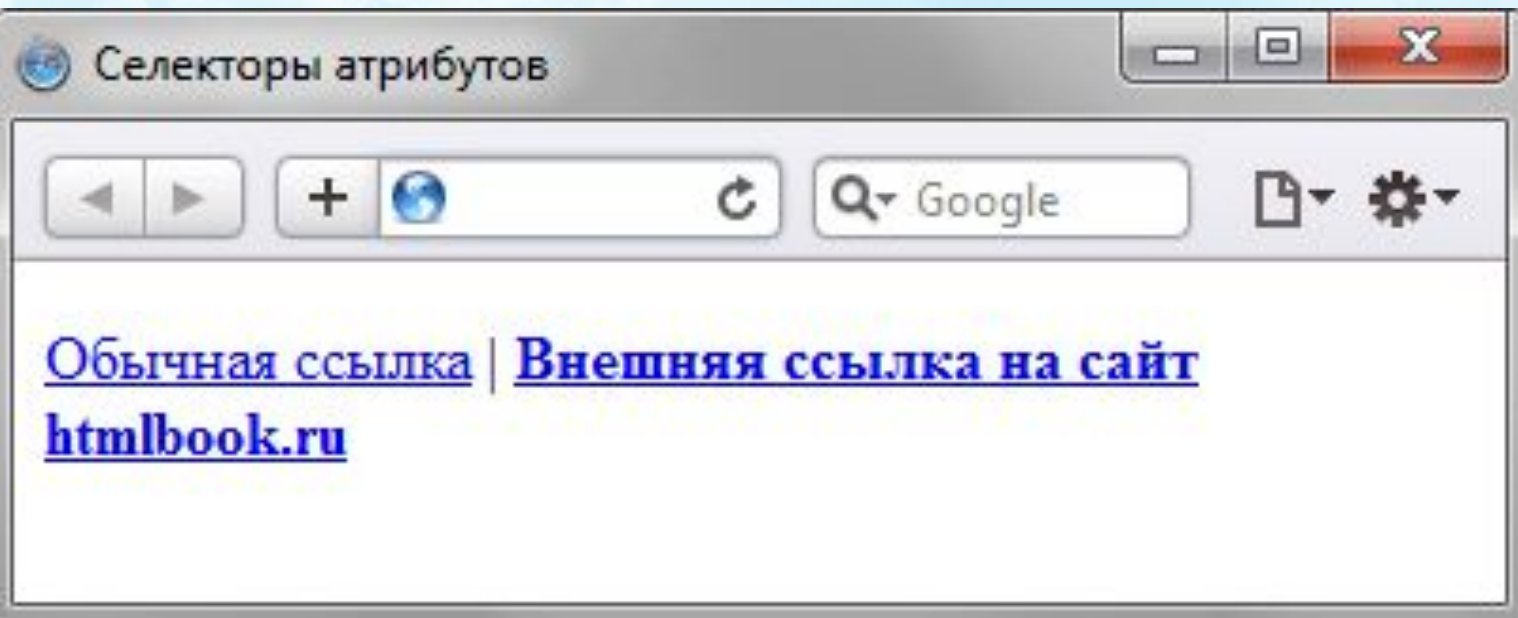 Селекторы атрибутов
Google
Обычная ссылка | Внешняя ссылка на сайт
htmlbook.ru